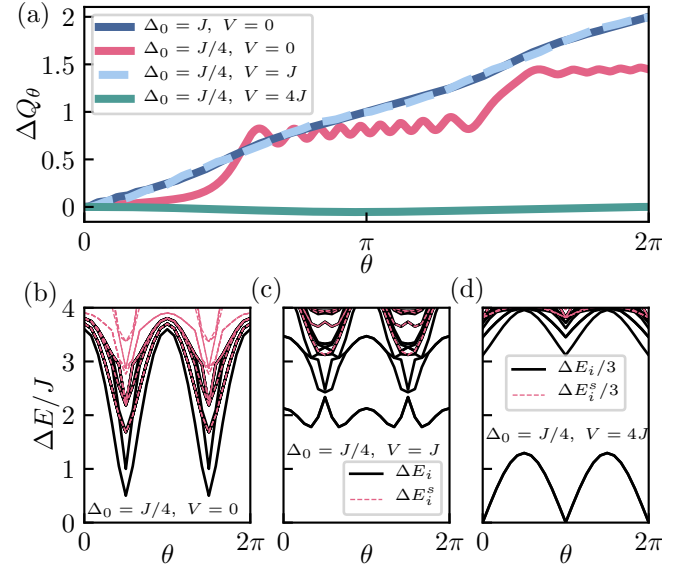 (a)
2
1.5
1
0.5
0
ΔQ_θ
Δ₀ = J, V = 0
Δ₀ = J/4, V = 0
Δ₀ = J/4, V = J
Δ₀ = J/4, V = 4J
0
π
2π
θ
(b)
(c)
(d)
4
3
2
1
0
ΔE/J
Δ₀ = J/4, V = 0
0
2π
θ
Δ₀ = J/4, V = J
ΔE_i
ΔE_i^s
0
2π
θ
ΔE_i/3
ΔE_i^s/3
Δ₀ = J/4, V = 4J
0
2π
θ